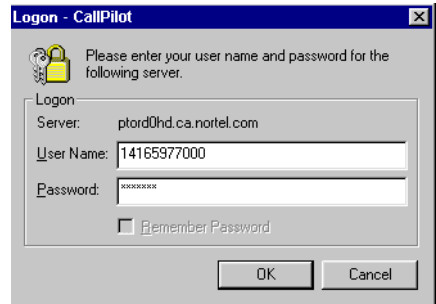 Logon - CallPilot
Please enter your user name and password for the
following server.
Logon
Server: ptord0hd.ca.nortel.com
User Name: 14165977000
Password: *******
Remember Password
OK Cancel